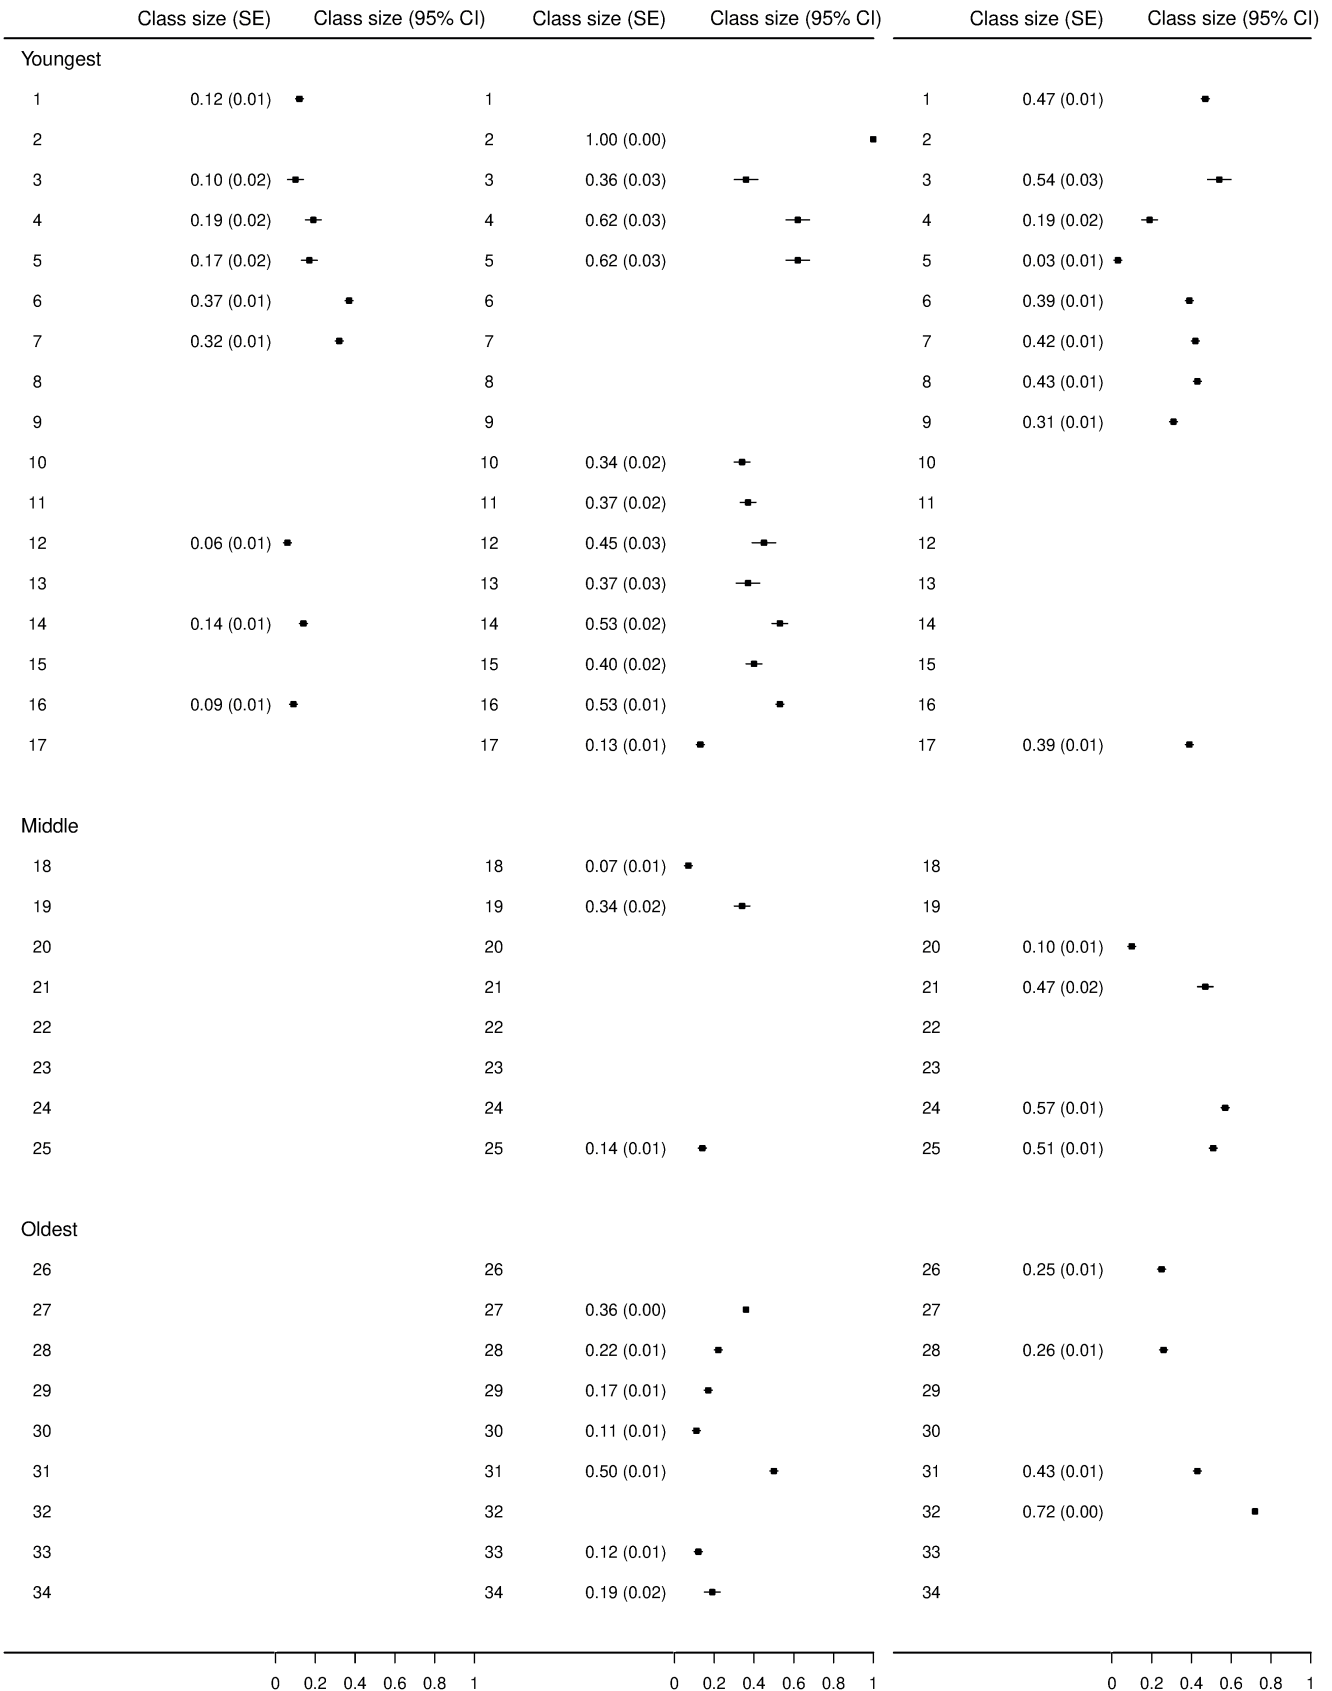 Class size (SE) Class size (95% CI) Class size (SE) Class size (95% CI) Class size (SE) Class size (95% CI)
Youngest
1 0.12 (0.01) 1 1 0.47 (0.01)
2 2 1.00 (0.00) 2
3 0.10 (0.02) 3 0.36 (0.03) 3 0.54 (0.03)
4 0.19 (0.02) 4 0.62 (0.03) 4 0.19 (0.02)
5 0.17 (0.02) 5 0.62 (0.03) 5 0.03 (0.01)
6 0.37 (0.01) 6 6 0.39 (0.01)
7 0.32 (0.01) 7 7 0.42 (0.01)
8 8 8 0.43 (0.01)
9 9 9 0.31 (0.01)
10 10 0.34 (0.02) 10
11 11 0.37 (0.02) 11
12 0.06 (0.01) 12 0.45 (0.03) 12
13 13 0.37 (0.03) 13
14 0.14 (0.01) 14 0.53 (0.02) 14
15 15 0.40 (0.02) 15
16 0.09 (0.01) 16 0.53 (0.01) 16
17 17 0.13 (0.01) 17 0.39 (0.01)
Middle
18 18 0.07 (0.01) 18
19 19 0.34 (0.02) 19
20 20 20 0.10 (0.01)
21 21 21 0.47 (0.02)
22 22 22
23 23 23
24 24 24 0.57 (0.01)
25 25 0.14 (0.01) 25 0.51 (0.01)
Oldest
26 26 26 0.25 (0.01)
27 27 0.36 (0.00) 27
28 28 0.22 (0.01) 28 0.26 (0.01)
29 29 0.17 (0.01) 29
30 30 0.11 (0.01) 30
31 31 0.50 (0.01) 31 0.43 (0.01)
32 32 32 0.72 (0.00)
33 33 0.12 (0.01) 33
34 34 0.19 (0.02) 34
0 0.2 0.4 0.6 0.8 1 0 0.2 0.4 0.6 0.8 1 0 0.2 0.4 0.6 0.8 1